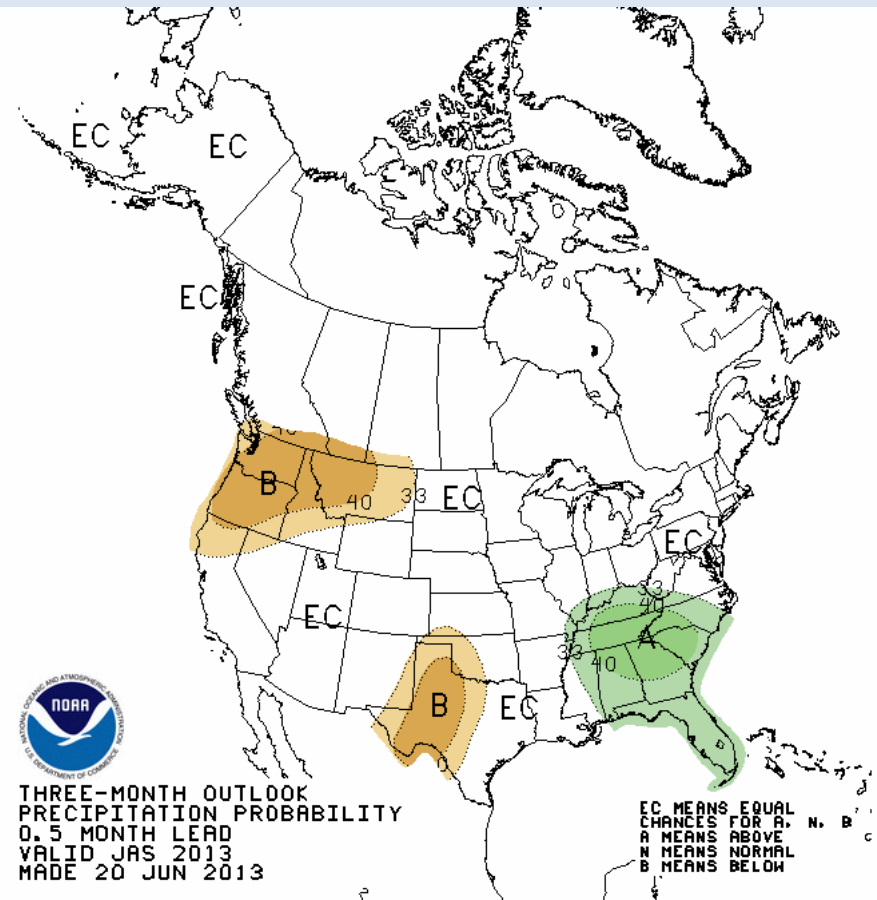 EC
EC
EC
B
40
33
EC
EC
33
40
A
33
40
EC
B
EC
NOAA
NATIONAL OCEANIC AND ATMOSPHERIC ADMINISTRATION
U.S. DEPARTMENT OF COMMERCE
THREE-MONTH OUTLOOK
PRECIPITATION PROBABILITY
0.5 MONTH LEAD
VALID JAS 2013
MADE 20 JUN 2013
EC MEANS EQUAL
CHANCES FOR A, N, B
A MEANS ABOVE
N MEANS NORMAL
B MEANS BELOW